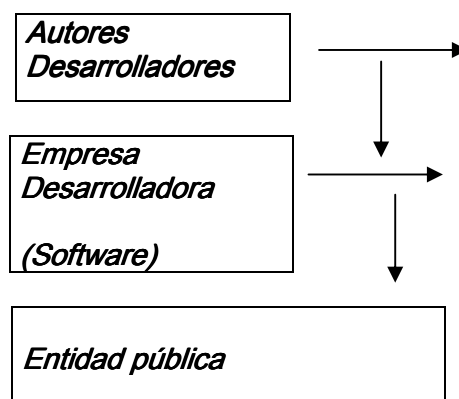 Autores
Desarrolladores
Empresa
Desarrolladora
(Software)
Entidad pública